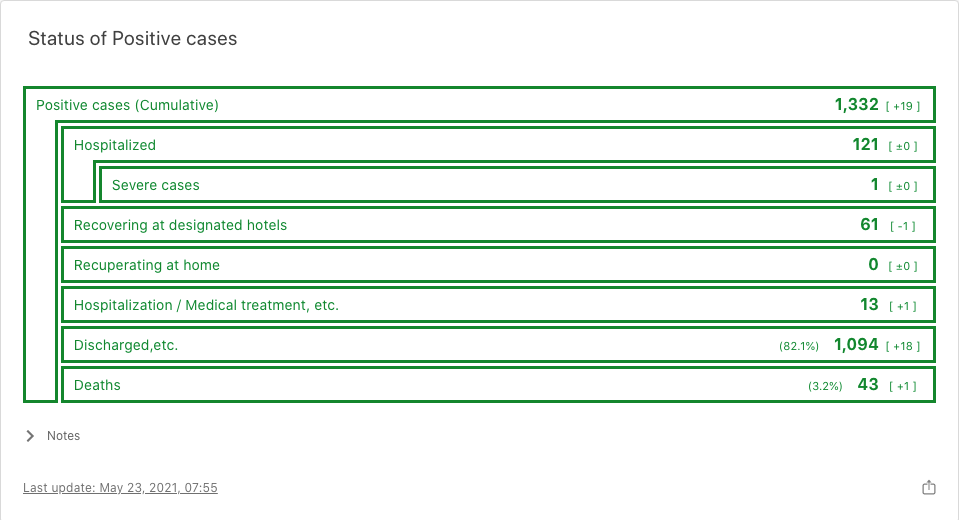 Status of Positive cases
Positive cases (Cumulative) 1,332 [ +19 ]
Hospitalized 121 [ ±0 ]
Severe cases 1 [ ±0 ]
Recovering at designated hotels 61 [ -1 ]
Recuperating at home 0 [ ±0 ]
Hospitalization / Medical treatment, etc. 13 [ +1 ]
Discharged,etc. (82.1%) 1,094 [ +18 ]
Deaths (3.2%) 43 [ +1 ]
Notes
Last update: May 23, 2021, 07:55